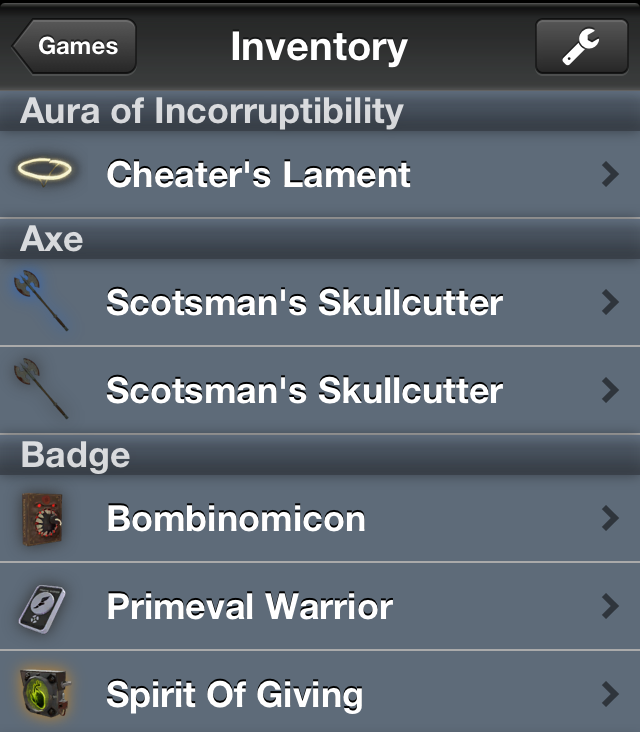 Games
Inventory
Aura of Incorruptibility
Cheater's Lament
Axe
Scotsman's Skullcutter
Scotsman's Skullcutter
Badge
Bombinomicon
Primeval Warrior
Spirit Of Giving